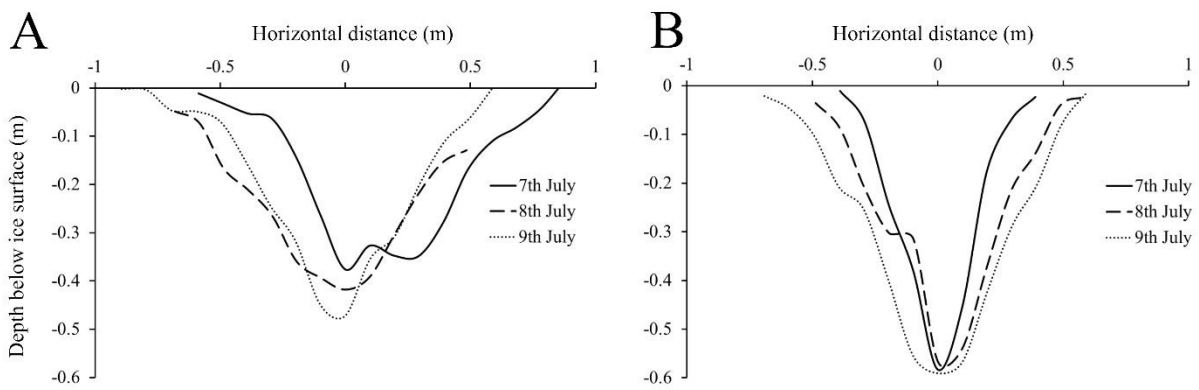 A
Horizontal distance (m)
-1 -0.5 0 0.5 1
0
-0.1
-0.2
-0.3
-0.4
-0.5
-0.6
Depth below ice surface (m)
7th July
8th July
9th July
B
Horizontal distance (m)
-1 -0.5 0 0.5 1
0
-0.1
-0.2
-0.3
-0.4
-0.5
-0.6
7th July
8th July
9th July